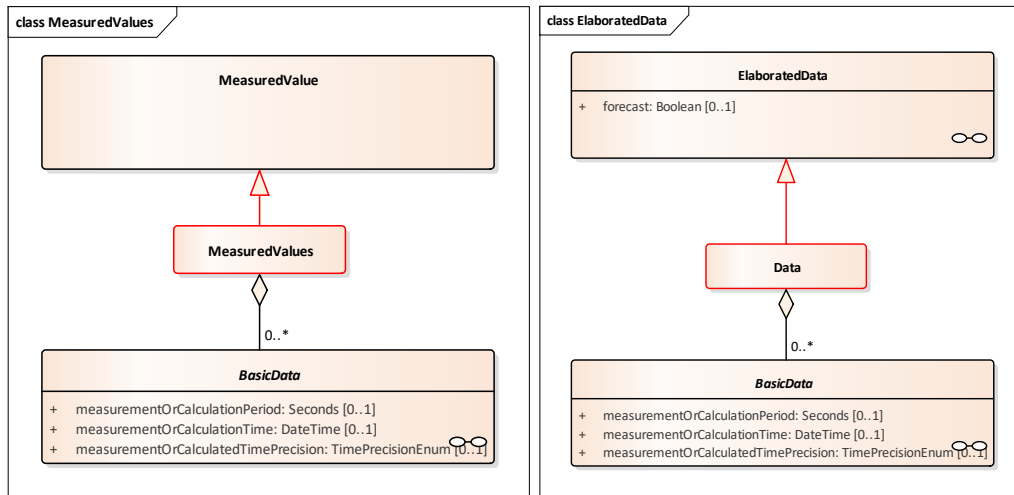 class MeasuredValues
MeasuredValue
MeasuredValues
0..*
BasicData
+ measurementOrCalculationPeriod: Seconds [0..1]
+ measurementOrCalculationTime: DateTime [0..1]
+ measurementOrCalculatedTimePrecision: TimePrecisionEnum [0..1]
class ElaboratedData
ElaboratedData
+ forecast: Boolean [0..1]
Data
0..*
BasicData
+ measurementOrCalculationPeriod: Seconds [0..1]
+ measurementOrCalculationTime: DateTime [0..1]
+ measurementOrCalculatedTimePrecision: TimePrecisionEnum [0..1]